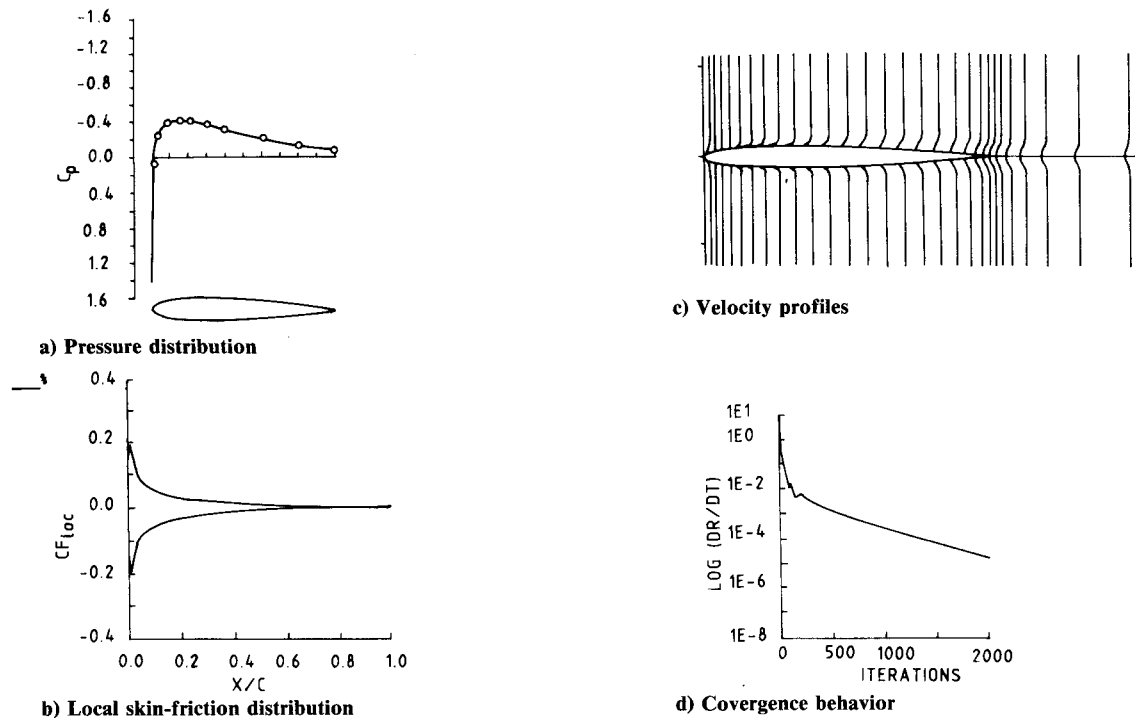 -1.6
-1.2
-0.8
-0.4
0.0
0.4
0.8
1.2
1.6
Cp
a) Pressure distribution
c) Velocity profiles
0.4
0.2
0.0
-0.2
-0.4
CFloc
0.0 0.2 0.4 0.6 0.8 1.0
X/C
b) Local skin-friction distribution
1E1
1E0
1E-2
1E-4
1E-6
1E-8
LOG (DR/DT)
0 500 1000 2000
ITERATIONS
d) Covergence behavior